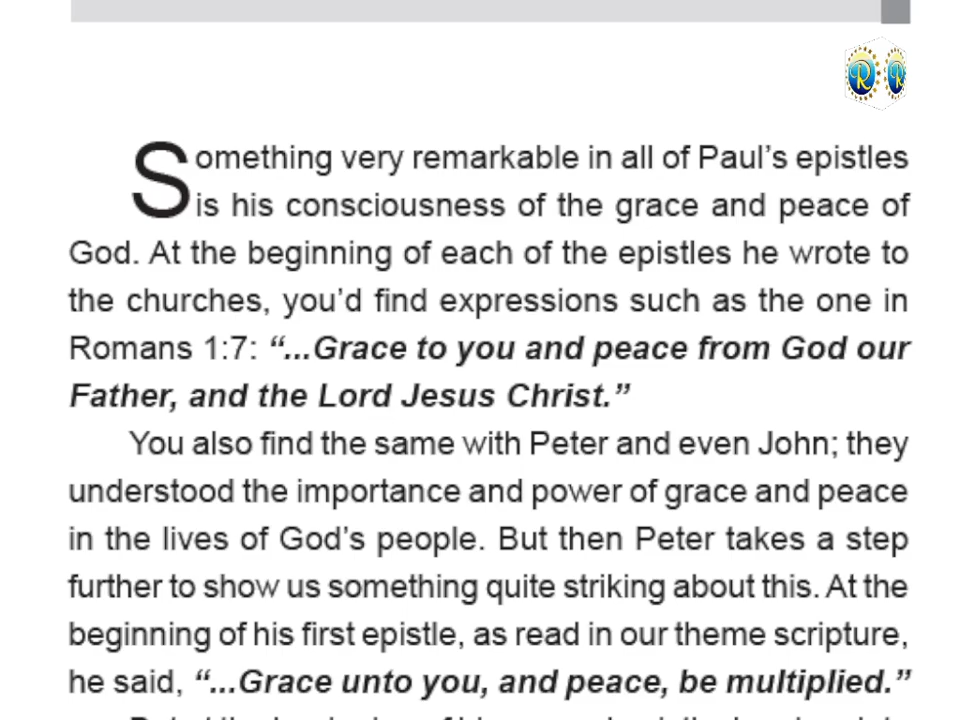 Something very remarkable in all of Paul’s epistles
is his consciousness of the grace and peace of
God. At the beginning of each of the epistles he wrote to
the churches, you’d find expressions such as the one in
Romans 1:7: “...Grace to you and peace from God our
Father, and the Lord Jesus Christ.”
You also find the same with Peter and even John; they
understood the importance and power of grace and peace
in the lives of God’s people. But then Peter takes a step
further to show us something quite striking about this. At the
beginning of his first epistle, as read in our theme scripture,
he said, “...Grace unto you, and peace, be multiplied.”